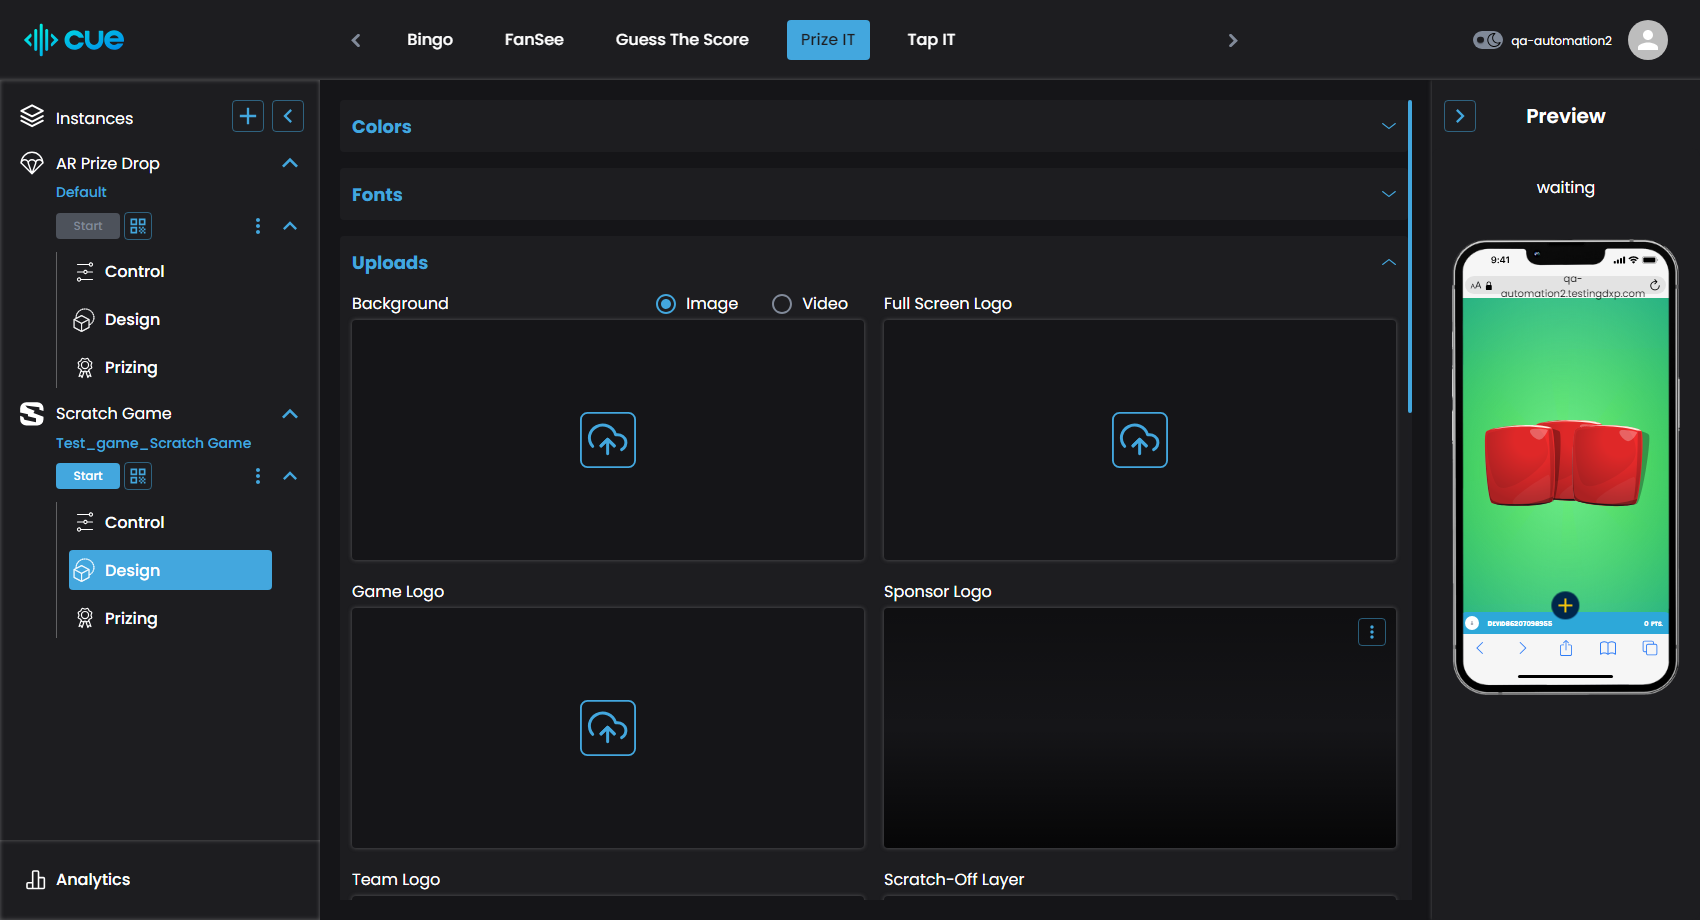 cue
Bingo
FanSee
Guess The Score
Prize IT
Tap IT
qa-automation2
Instances
AR Prize Drop
Default
Start
Control
Design
Prizing
Scratch Game
Test_game_Scratch Game
Start
Control
Design
Prizing
Analytics
Colors
Fonts
Uploads
Background
Image
Video
Full Screen Logo
Game Logo
Sponsor Logo
Team Logo
Scratch-Off Layer
Preview
waiting
9:41
AA
qa-
automation2.testingdxp.com
0 PTS.